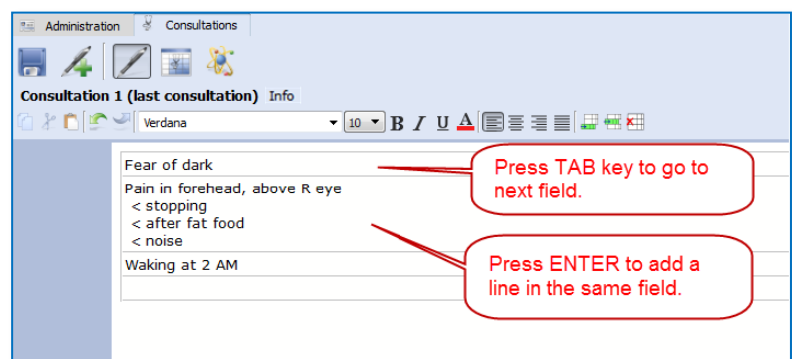 Administration Consultations
Consultation 1 (last consultation) Info
Verdana 10 B I U A
Fear of dark
Press TAB key to go to
next field.
Pain in forehead, above R eye
< stopping
< after fat food
< noise
Press ENTER to add a
line in the same field.
Waking at 2 AM